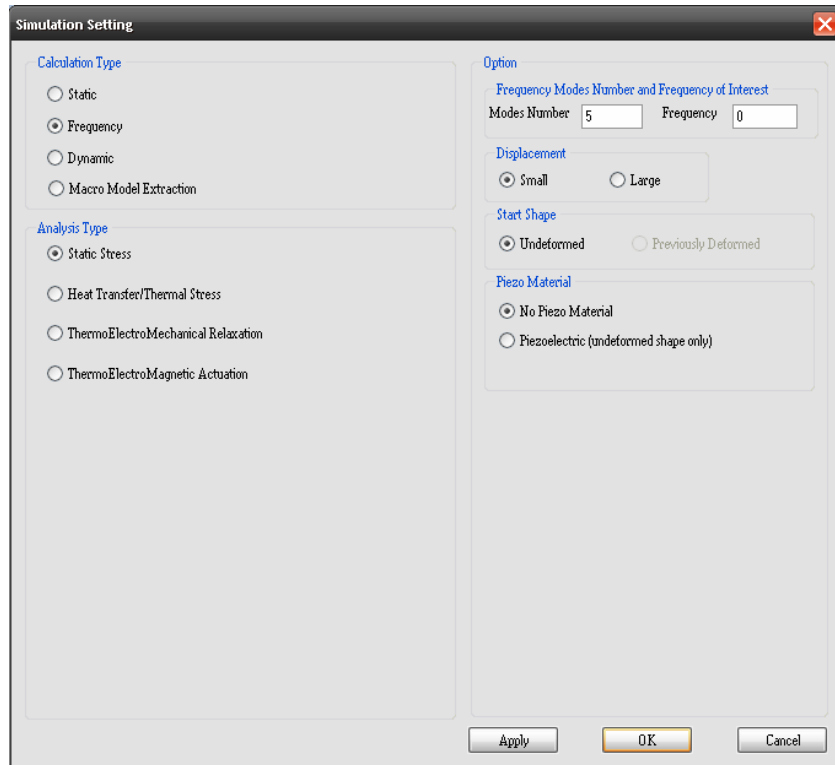 Simulation Setting
Calculation Type
Static
Frequency
Dynamic
Macro Model Extraction
Analysis Type
Static Stress
Heat Transfer/Thermal Stress
ThermoElectroMechanical Relaxation
ThermoElectroMagnetic Actuation
Option
Frequency Modes Number and Frequency of Interest
Modes Number 5 Frequency 0
Displacement
Small Large
Start Shape
Undeformed Previously Deformed
Piezo Material
No Piezo Material
Piezoelectric (undeformed shape only)
Apply OK Cancel